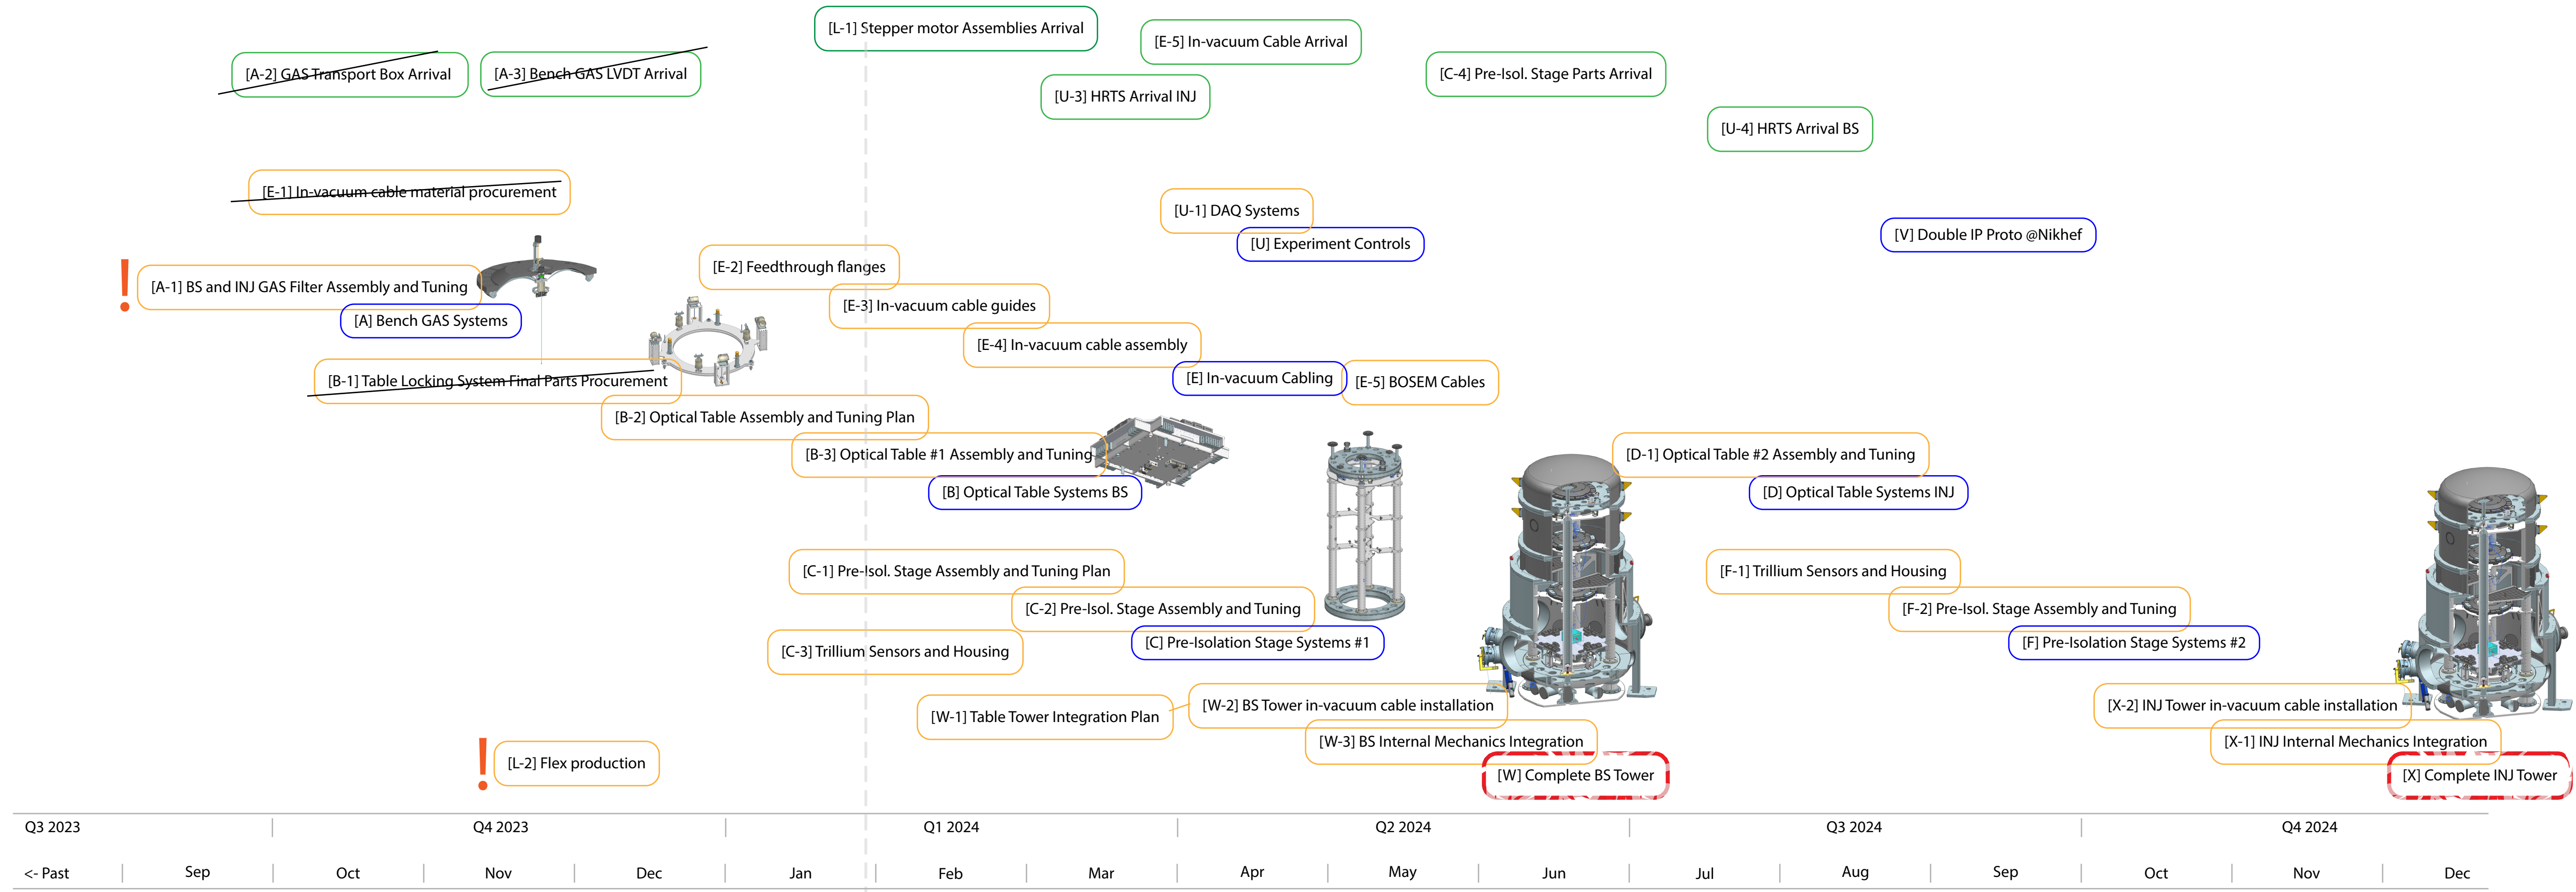 [L-1] Stepper motor Assemblies Arrival
[E-5] In-vacuum Cable Arrival
[A-2] GAS Transport Box Arrival
[A-3] Bench GAS LVDT Arrival
[C-4] Pre-Isol. Stage Parts Arrival
[U-3] HRTS Arrival INJ
[U-4] HRTS Arrival BS
[E-1] In-vacuum cable material procurement
[U-1] DAQ Systems
[U] Experiment Controls
[V] Double IP Proto @Nikhef
[E-2] Feedthrough flanges
!
[A-1] BS and INJ GAS Filter Assembly and Tuning
[E-3] In-vacuum cable guides
[A] Bench GAS Systems
[E-4] In-vacuum cable assembly
[B-1] Table Locking System Final Parts Procurement
[E] In-vacuum Cabling
[E-5] BOSEM Cables
[B-2] Optical Table Assembly and Tuning Plan
[B-3] Optical Table #1 Assembly and Tuning
[D-1] Optical Table #2 Assembly and Tuning
[B] Optical Table Systems BS
[D] Optical Table Systems INJ
[C-1] Pre-Isol. Stage Assembly and Tuning Plan
[F-1] Trillium Sensors and Housing
[C-2] Pre-Isol. Stage Assembly and Tuning
[F-2] Pre-Isol. Stage Assembly and Tuning
[C] Pre-Isolation Stage Systems #1
[F] Pre-Isolation Stage Systems #2
[C-3] Trillium Sensors and Housing
[W-1] Table Tower Integration Plan
[W-2] BS Tower in-vacuum cable installation
[X-2] INJ Tower in-vacuum cable installation
[W-3] BS Internal Mechanics Integration
[X-1] INJ Internal Mechanics Integration
!
[L-2] Flex production
[W] Complete BS Tower
[X] Complete INJ Tower
Q3 2023
Q4 2023
Q1 2024
Q2 2024
Q3 2024
Q4 2024
<- Past
Sep
Oct
Nov
Dec
Jan
Feb
Mar
Apr
May
Jun
Jul
Aug
Sep
Oct
Nov
Dec